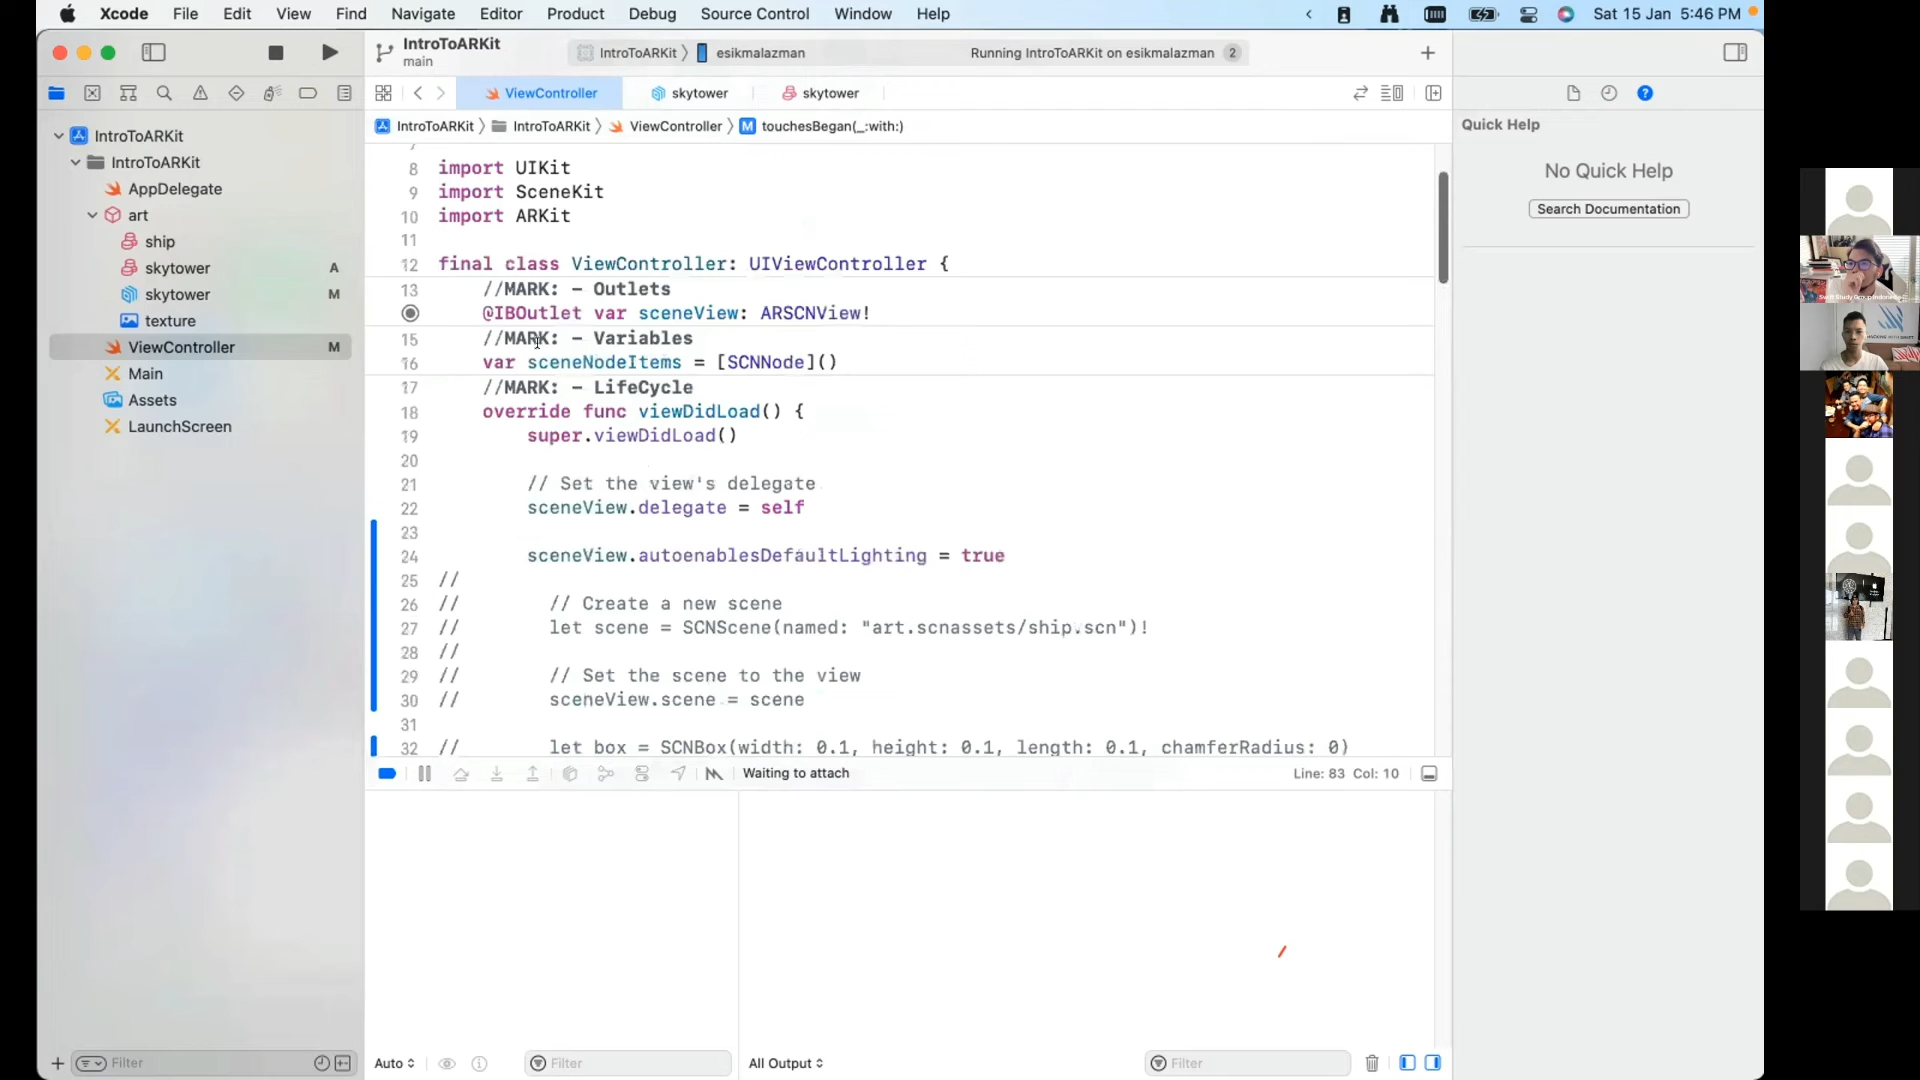 Xcode File Edit View Find Navigate Editor Product Debug Source Control Window Help Sat 15 Jan 5:46 PM
IntroToARKit
main
IntroToARKit esikmalazman Running IntroToARKit on esikmalazman 2
ViewController skytower skytower
IntroToARKit IntroToARKit ViewController M touchesBegan(_:with:)
IntroToARKit
IntroToARKit
AppDelegate
art
ship
skytower A
skytower M
texture
ViewController M
Main
Assets
LaunchScreen
7
8 import UIKit
9 import SceneKit
10 import ARKit
11
12 final class ViewController: UIViewController {
13 //MARK: - Outlets
@IBOutlet var sceneView: ARSCNView!
15 //MARK: - Variables
16 var sceneNodeItems = [SCNNode]()
17 //MARK: - LifeCycle
18 override func viewDidLoad() {
19 super.viewDidLoad()
20
21 // Set the view's delegate
22 sceneView.delegate = self
23
24 sceneView.autoenablesDefaultLighting = true
25 //
26 // // Create a new scene
27 // let scene = SCNScene(named: "art.scnassets/ship.scn")!
28 //
29 // // Set the scene to the view
30 // sceneView.scene = scene
31
32 // let box = SCNBox(width: 0.1, height: 0.1, length: 0.1, chamferRadius: 0)
Waiting to attach Line: 83 Col: 10
Quick Help
No Quick Help
Search Documentation
Filter Auto Filter All Output Filter